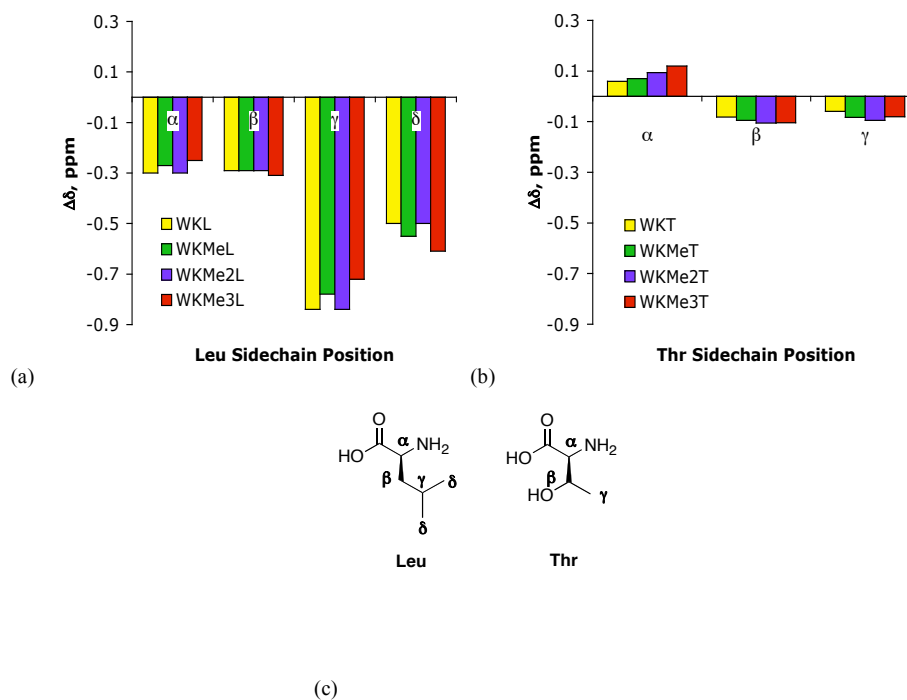 0.3
0.1
-0.1
-0.3
-0.5
-0.7
-0.9
Δδ, ppm
α
β
γ
δ
WKL
WKMeL
WKMe2L
WKMe3L
Leu Sidechain Position
(a)
0.3
0.1
-0.1
-0.3
-0.5
-0.7
-0.9
Δδ, ppm
α
β
γ
WKT
WKMeT
WKMe2T
WKMe3T
Thr Sidechain Position
(b)
O
HO
α
NH2
β
γ
δ
δ
Leu
O
HO
α
NH2
HO
β
γ
Thr
(c)